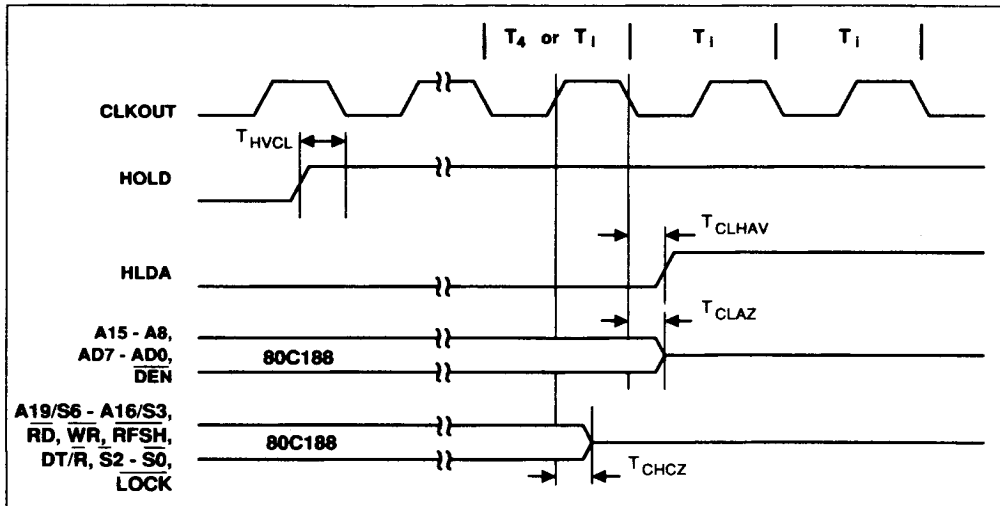 T4 or Ti Ti Ti
CLKOUT
THVCL
HOLD
TCLHAV
HLDA
TCLAZ
A15 - A8,
AD7 - AD0,
DEN
80C188
A19/S6 - A16/S3,
RD, WR, RFSH,
DT/R, S2 - S0,
LOCK
80C188
TCHCZ